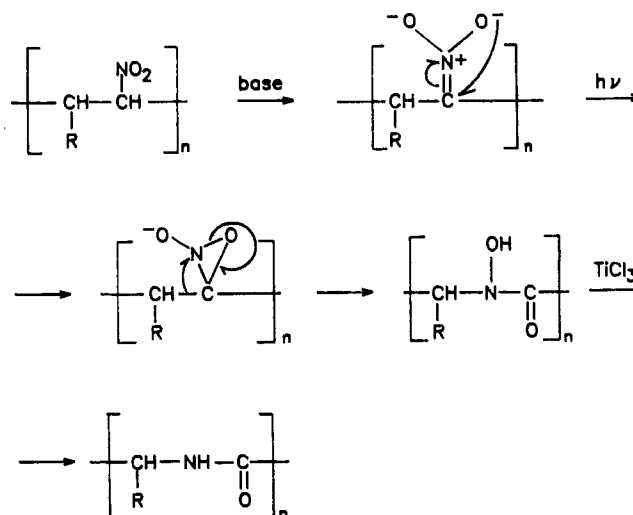 NO₂
CH — CH
R
n
base
⁻O O⁻
N⁺
CH — C
R
n
hν
⁻O O
N
CH — C
R
n
OH
CH — N — C
R O
n
TiCl₃
CH — NH — C
R O
n